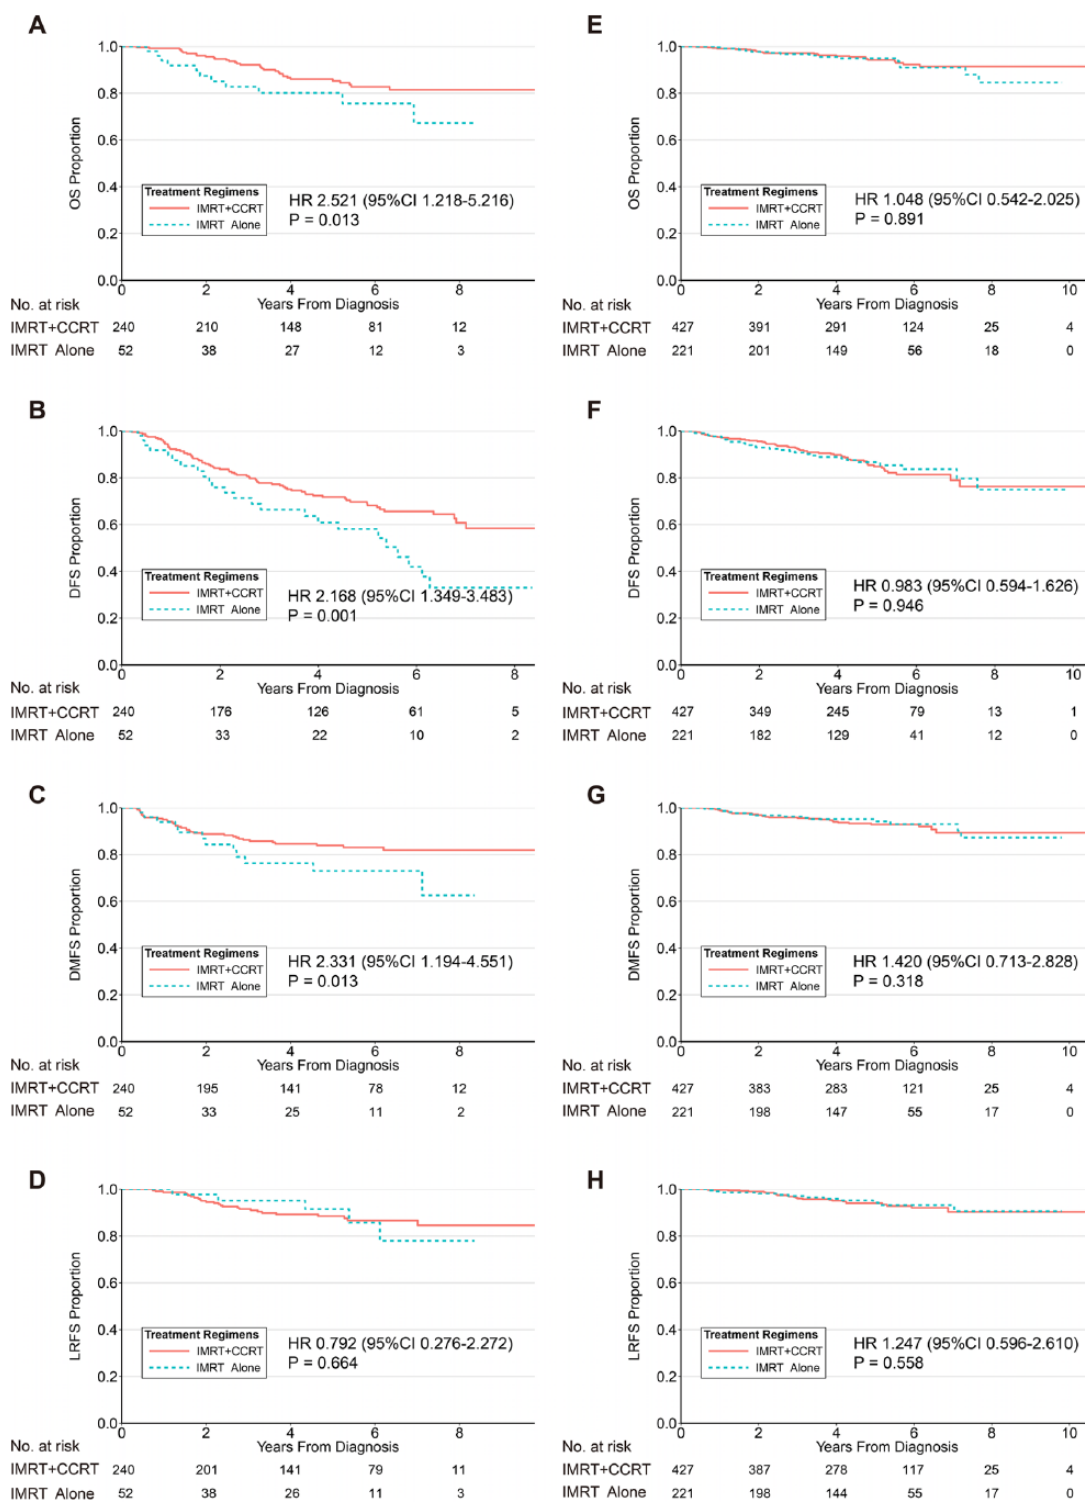 A
1.0
0.8
0.6
0.4
0.2
0.0
OS Proportion
Treatment Regimens
IMRT+CCRT
IMRT Alone
HR 2.521 (95%CI 1.218-5.216)
P = 0.013
0 2 4 6 8
Years From Diagnosis
No. at risk
IMRT+CCRT 240 210 148 81 12
IMRT Alone 52 38 27 12 3
E
1.0
0.8
0.6
0.4
0.2
0.0
OS Proportion
Treatment Regimens
IMRT+CCRT
IMRT Alone
HR 1.048 (95%CI 0.542-2.025)
P = 0.891
0 2 4 6 8 10
Years From Diagnosis
No. at risk
IMRT+CCRT 427 391 291 124 25 4
IMRT Alone 221 201 149 56 18 0
B
1.0
0.8
0.6
0.4
0.2
0.0
DFS Proportion
Treatment Regimens
IMRT+CCRT
IMRT Alone
HR 2.168 (95%CI 1.349-3.483)
P = 0.001
0 2 4 6 8
Years From Diagnosis
No. at risk
IMRT+CCRT 240 176 126 61 5
IMRT Alone 52 33 22 10 2
F
1.0
0.8
0.6
0.4
0.2
0.0
DFS Proportion
Treatment Regimens
IMRT+CCRT
IMRT Alone
HR 0.983 (95%CI 0.594-1.626)
P = 0.946
0 2 4 6 8 10
Years From Diagnosis
No. at risk
IMRT+CCRT 427 349 245 79 13 1
IMRT Alone 221 182 129 41 12 0
C
1.0
0.8
0.6
0.4
0.2
0.0
DMFS Proportion
Treatment Regimens
IMRT+CCRT
IMRT Alone
HR 2.331 (95%CI 1.194-4.551)
P = 0.013
0 2 4 6 8
Years From Diagnosis
No. at risk
IMRT+CCRT 240 195 141 78 12
IMRT Alone 52 33 25 11 2
G
1.0
0.8
0.6
0.4
0.2
0.0
DMFS Proportion
Treatment Regimens
IMRT+CCRT
IMRT Alone
HR 1.420 (95%CI 0.713-2.828)
P = 0.318
0 2 4 6 8 10
Years From Diagnosis
No. at risk
IMRT+CCRT 427 383 283 121 25 4
IMRT Alone 221 198 147 55 17 0
D
1.0
0.8
0.6
0.4
0.2
0.0
LRFS Proportion
Treatment Regimens
IMRT+CCRT
IMRT Alone
HR 0.792 (95%CI 0.276-2.272)
P = 0.664
0 2 4 6 8
Years From Diagnosis
No. at risk
IMRT+CCRT 240 201 141 79 11
IMRT Alone 52 38 26 11 3
H
1.0
0.8
0.6
0.4
0.2
0.0
LRFS Proportion
Treatment Regimens
IMRT+CCRT
IMRT Alone
HR 1.247 (95%CI 0.596-2.610)
P = 0.558
0 2 4 6 8 10
Years From Diagnosis
No. at risk
IMRT+CCRT 427 387 278 117 25 4
IMRT Alone 221 198 144 55 17 0